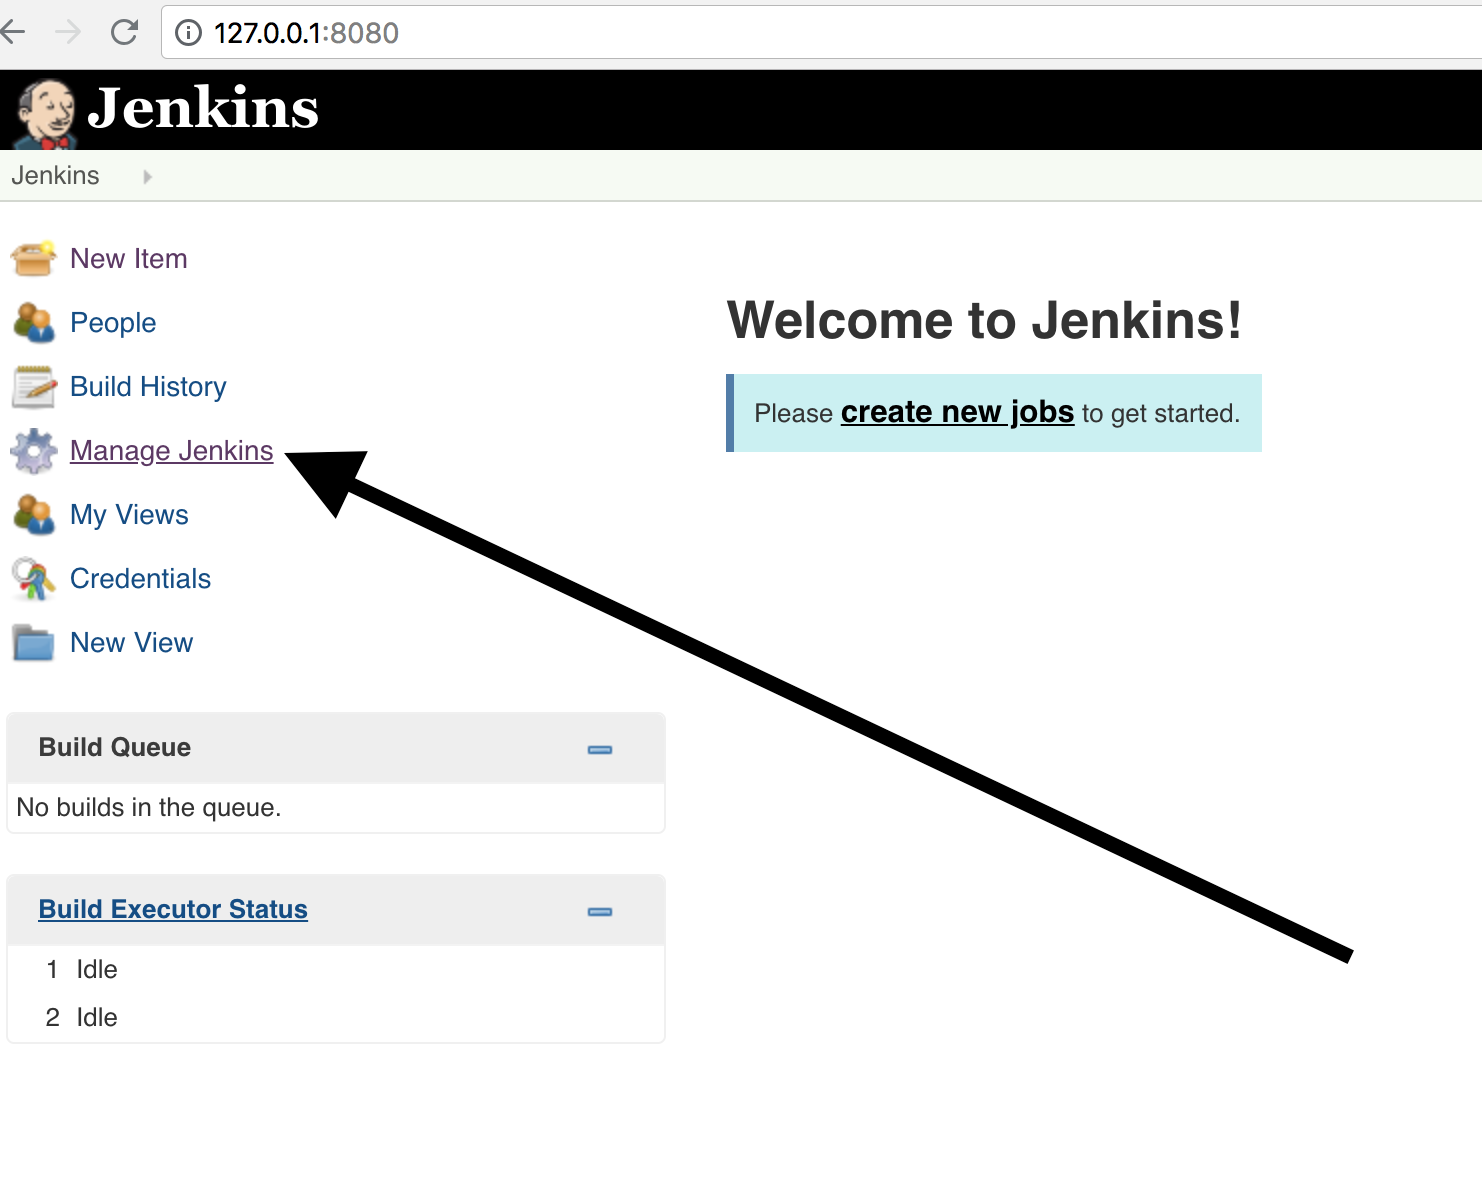 127.0.0.1:8080
Jenkins
Jenkins
New Item
People
Build History
Manage Jenkins
My Views
Credentials
New View
Build Queue
No builds in the queue.
Build Executor Status
1 Idle
2 Idle
Welcome to Jenkins!
Please create new jobs to get started.